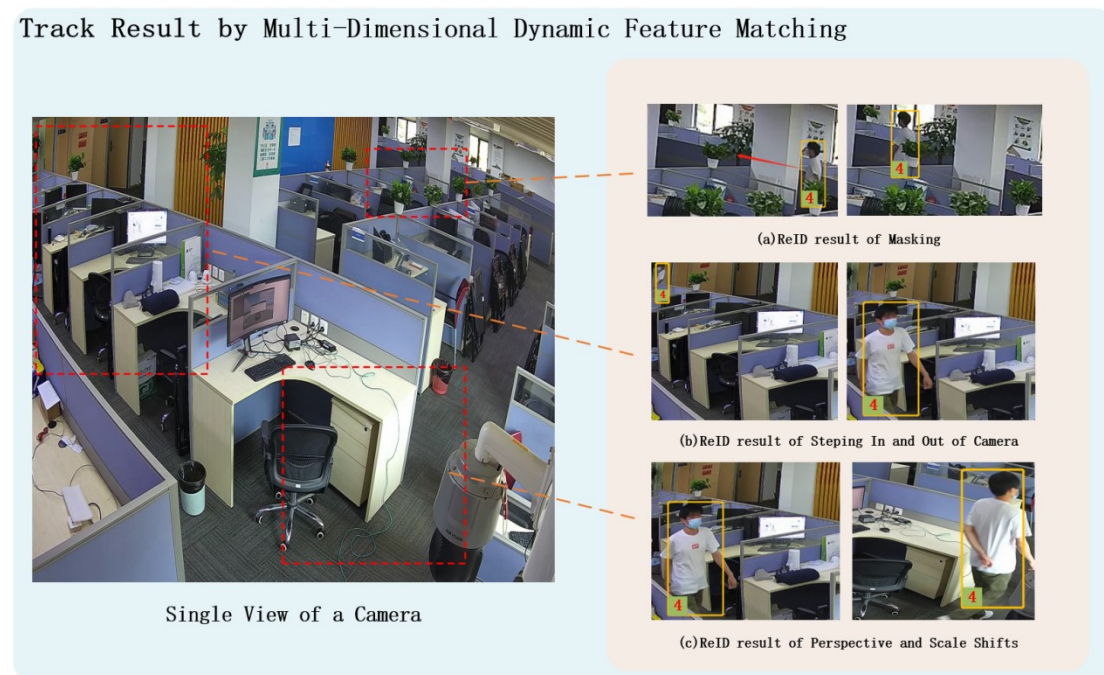 Track Result by Multi-Dimensional Dynamic Feature Matching
4
4
(a)ReID result of Masking
4
4
(b)ReID result of Steping In and Out of Camera
4
4
(c)ReID result of Perspective and Scale Shifts
Single View of a Camera